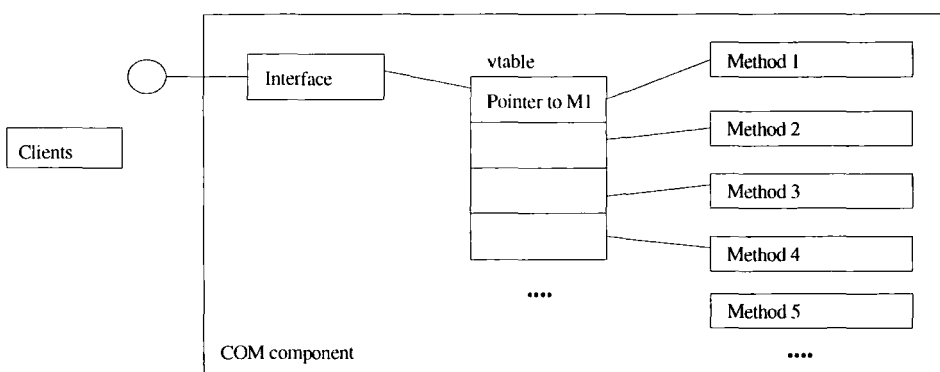 vtable
Method 1
Interface
Pointer to M1
Method 2
Clients
Method 3
Method 4
....
Method 5
COM component
....